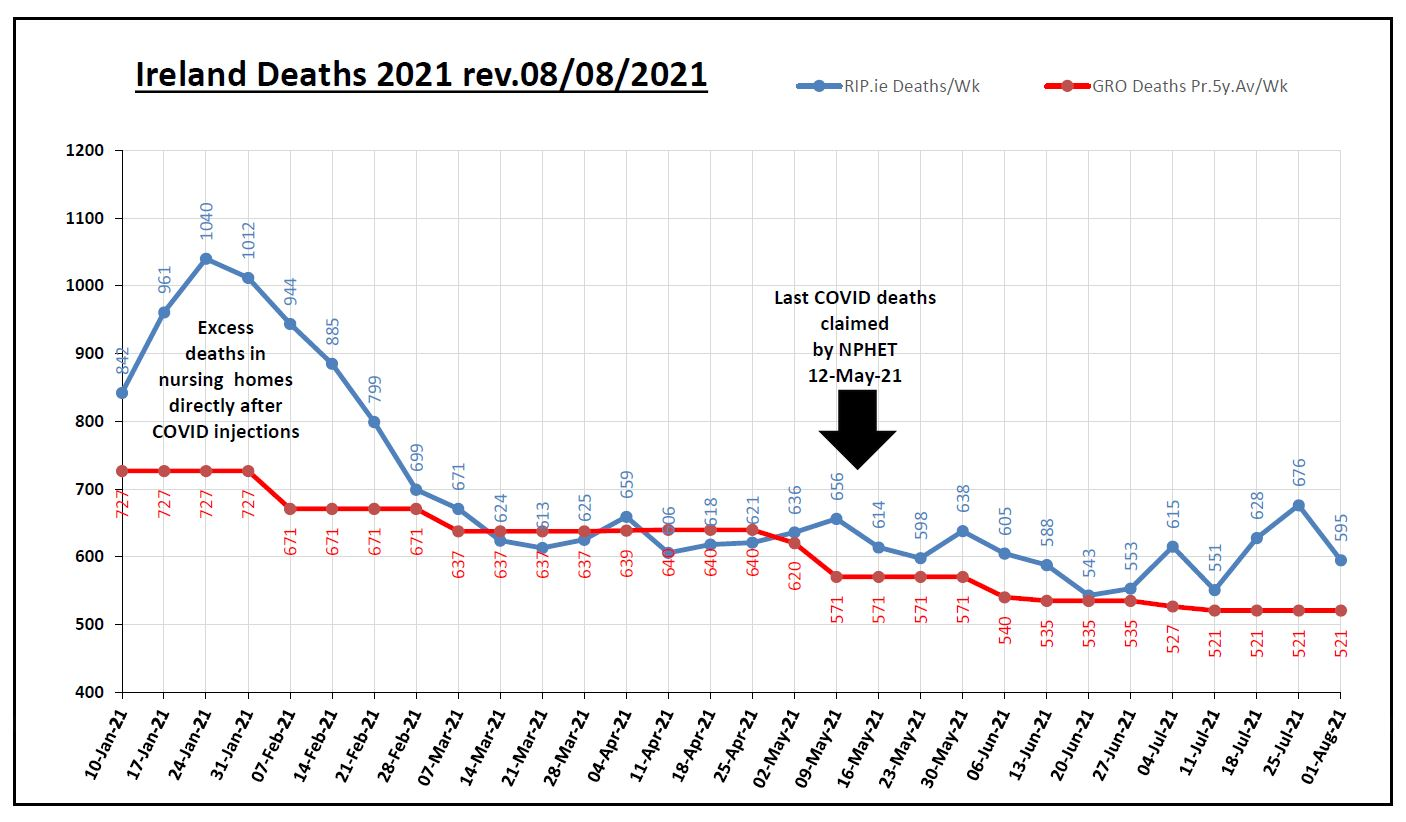 Ireland Deaths 2021 rev.08/08/2021
RIP.ie Deaths/Wk
GRO Deaths Pr.5y.Av/Wk
1200
1100
1000
900
800
700
600
500
400
842
961
1040
1012
944
885
799
699
671
624
613
625
659
606
618
621
636
656
614
598
638
605
588
543
553
615
551
628
676
595
Excess
deaths in
nursing homes
directly after
COVID injections
Last COVID deaths
claimed
by NPHET
12-May-21
727
727
727
727
671
671
671
671
637
637
637
637
639
640
640
640
620
571
571
571
571
540
535
535
535
527
521
521
521
521
10-Jan-21
17-Jan-21
24-Jan-21
31-Jan-21
07-Feb-21
14-Feb-21
21-Feb-21
28-Feb-21
07-Mar-21
14-Mar-21
21-Mar-21
28-Mar-21
04-Apr-21
11-Apr-21
18-Apr-21
25-Apr-21
02-May-21
09-May-21
16-May-21
23-May-21
30-May-21
06-Jun-21
13-Jun-21
20-Jun-21
27-Jun-21
04-Jul-21
11-Jul-21
18-Jul-21
25-Jul-21
01-Aug-21